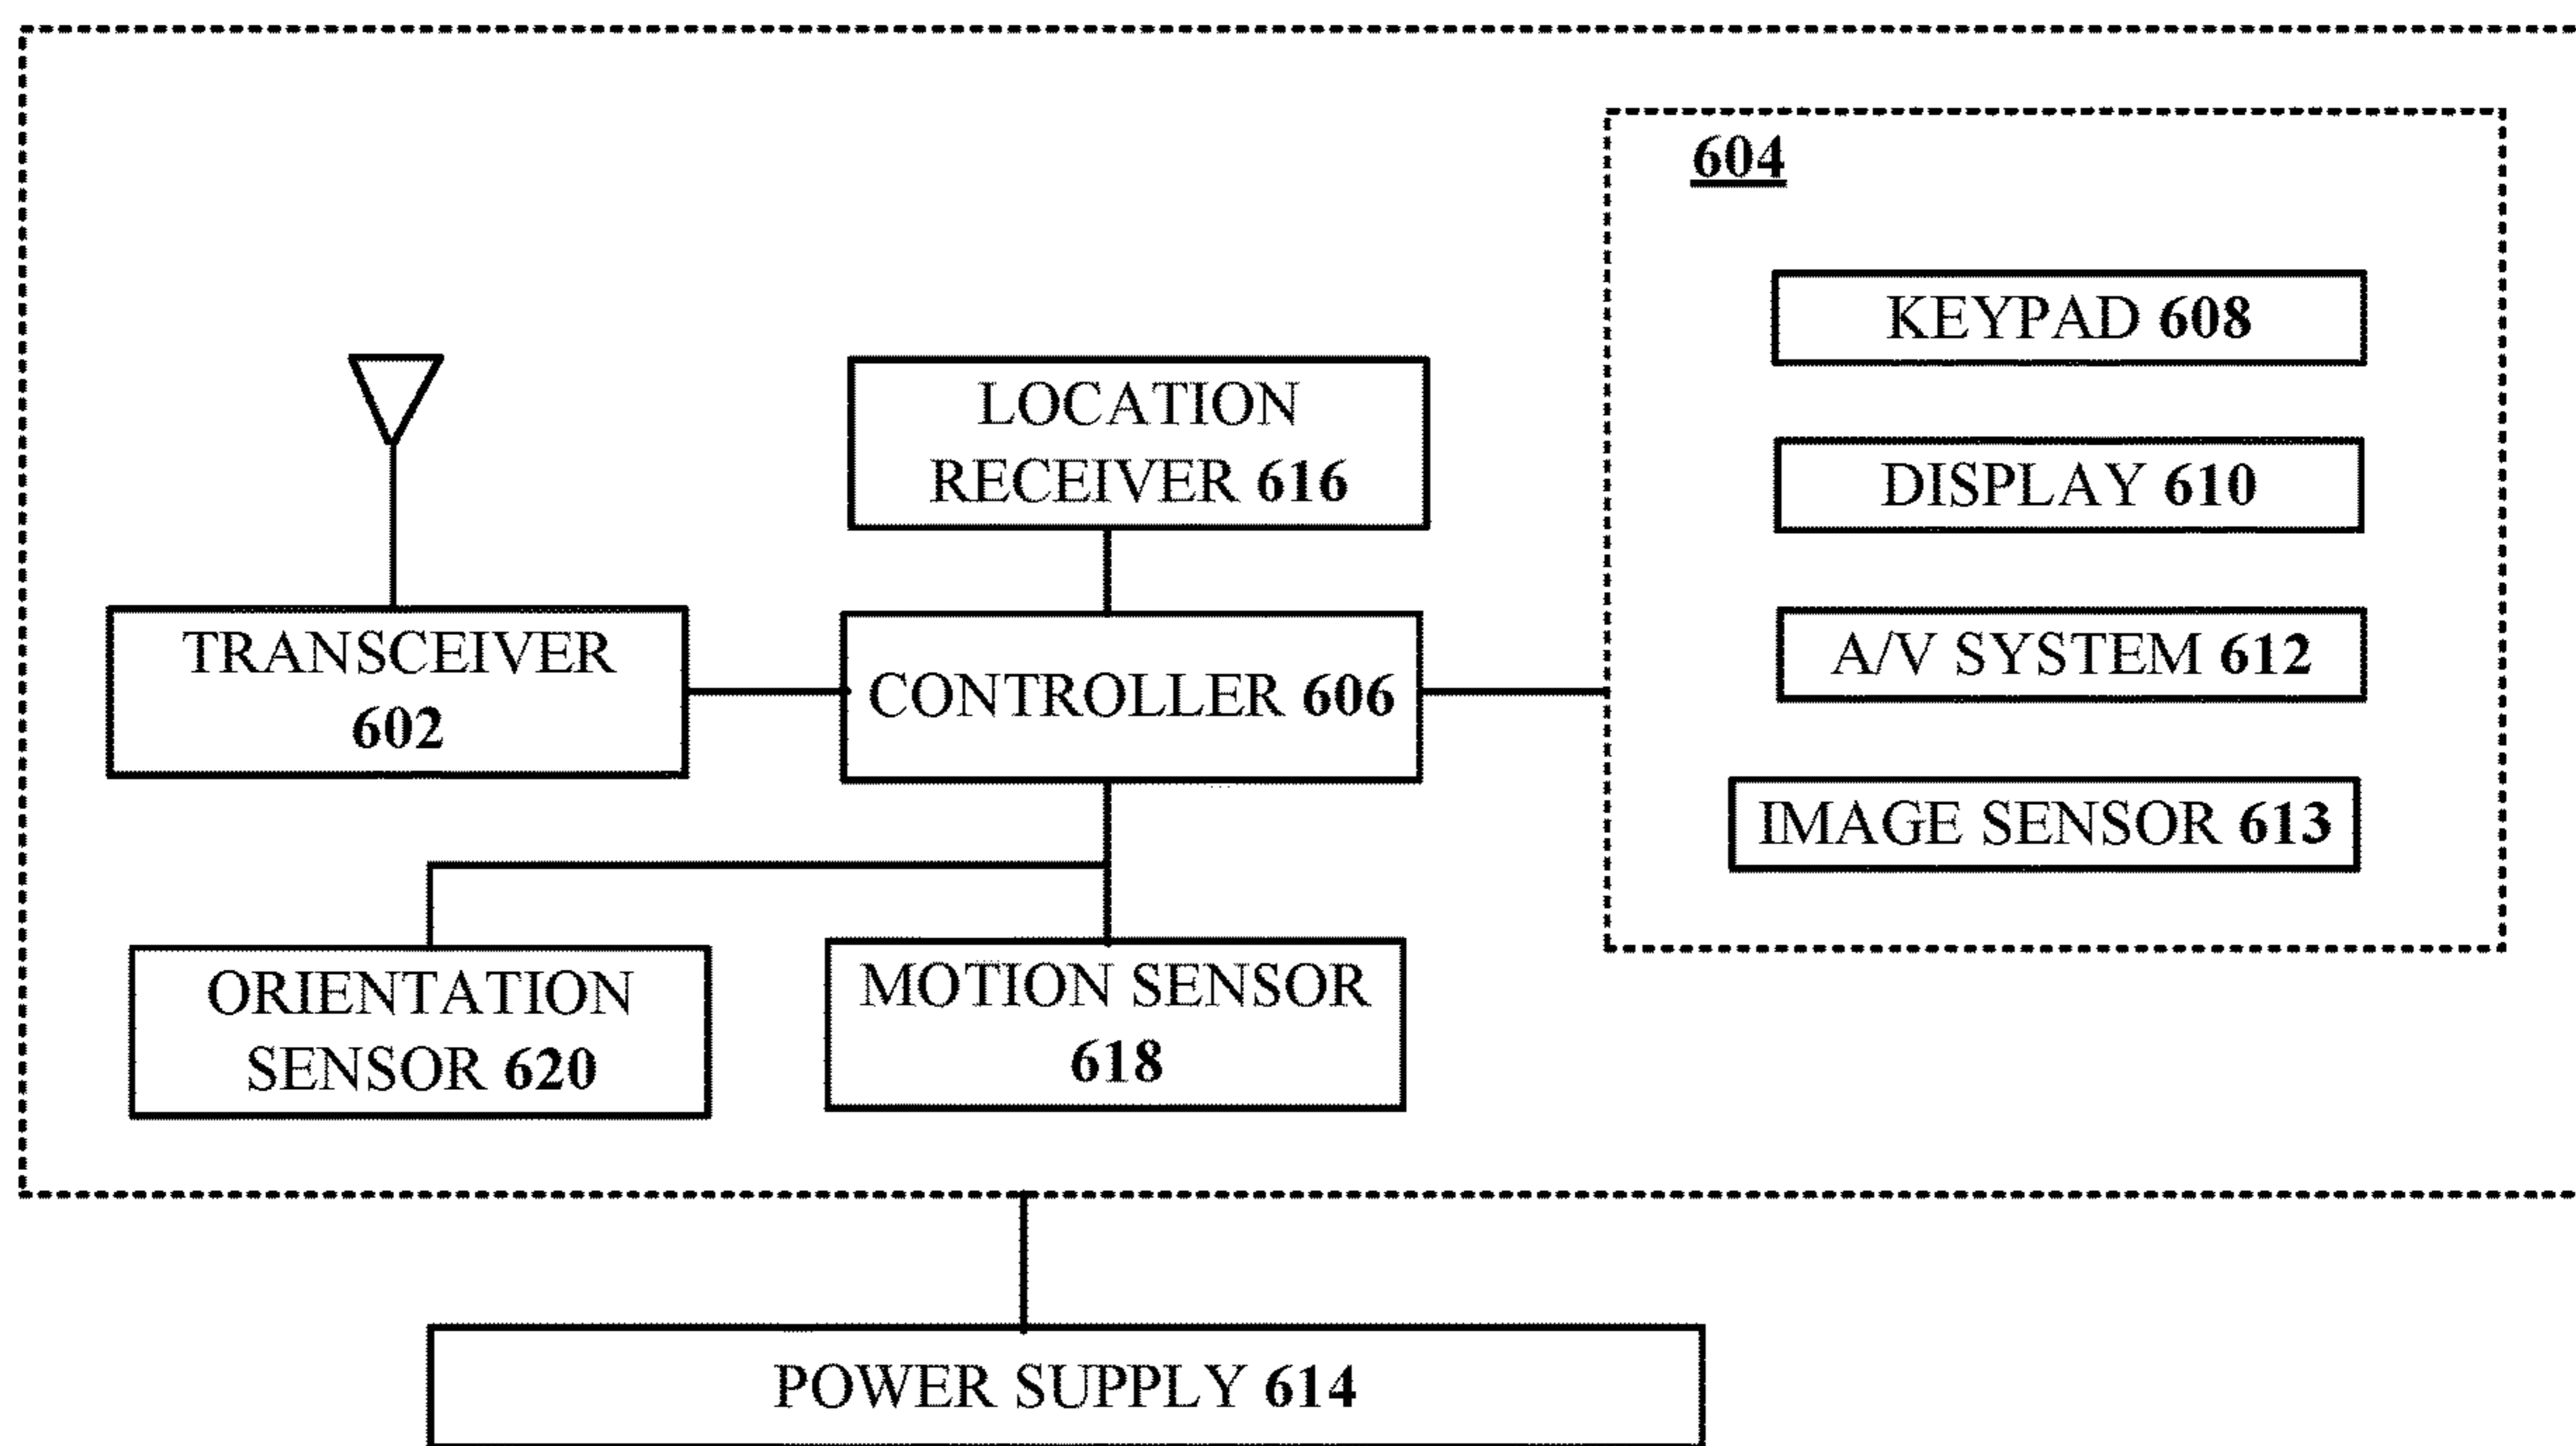 604
KEYPAD 608
DISPLAY 610
A/V SYSTEM 612
IMAGE SENSOR 613
LOCATION
RECEIVER 616
TRANSCEIVER
602
CONTROLLER 606
ORIENTATION
SENSOR 620
MOTION SENSOR
618
POWER SUPPLY 614